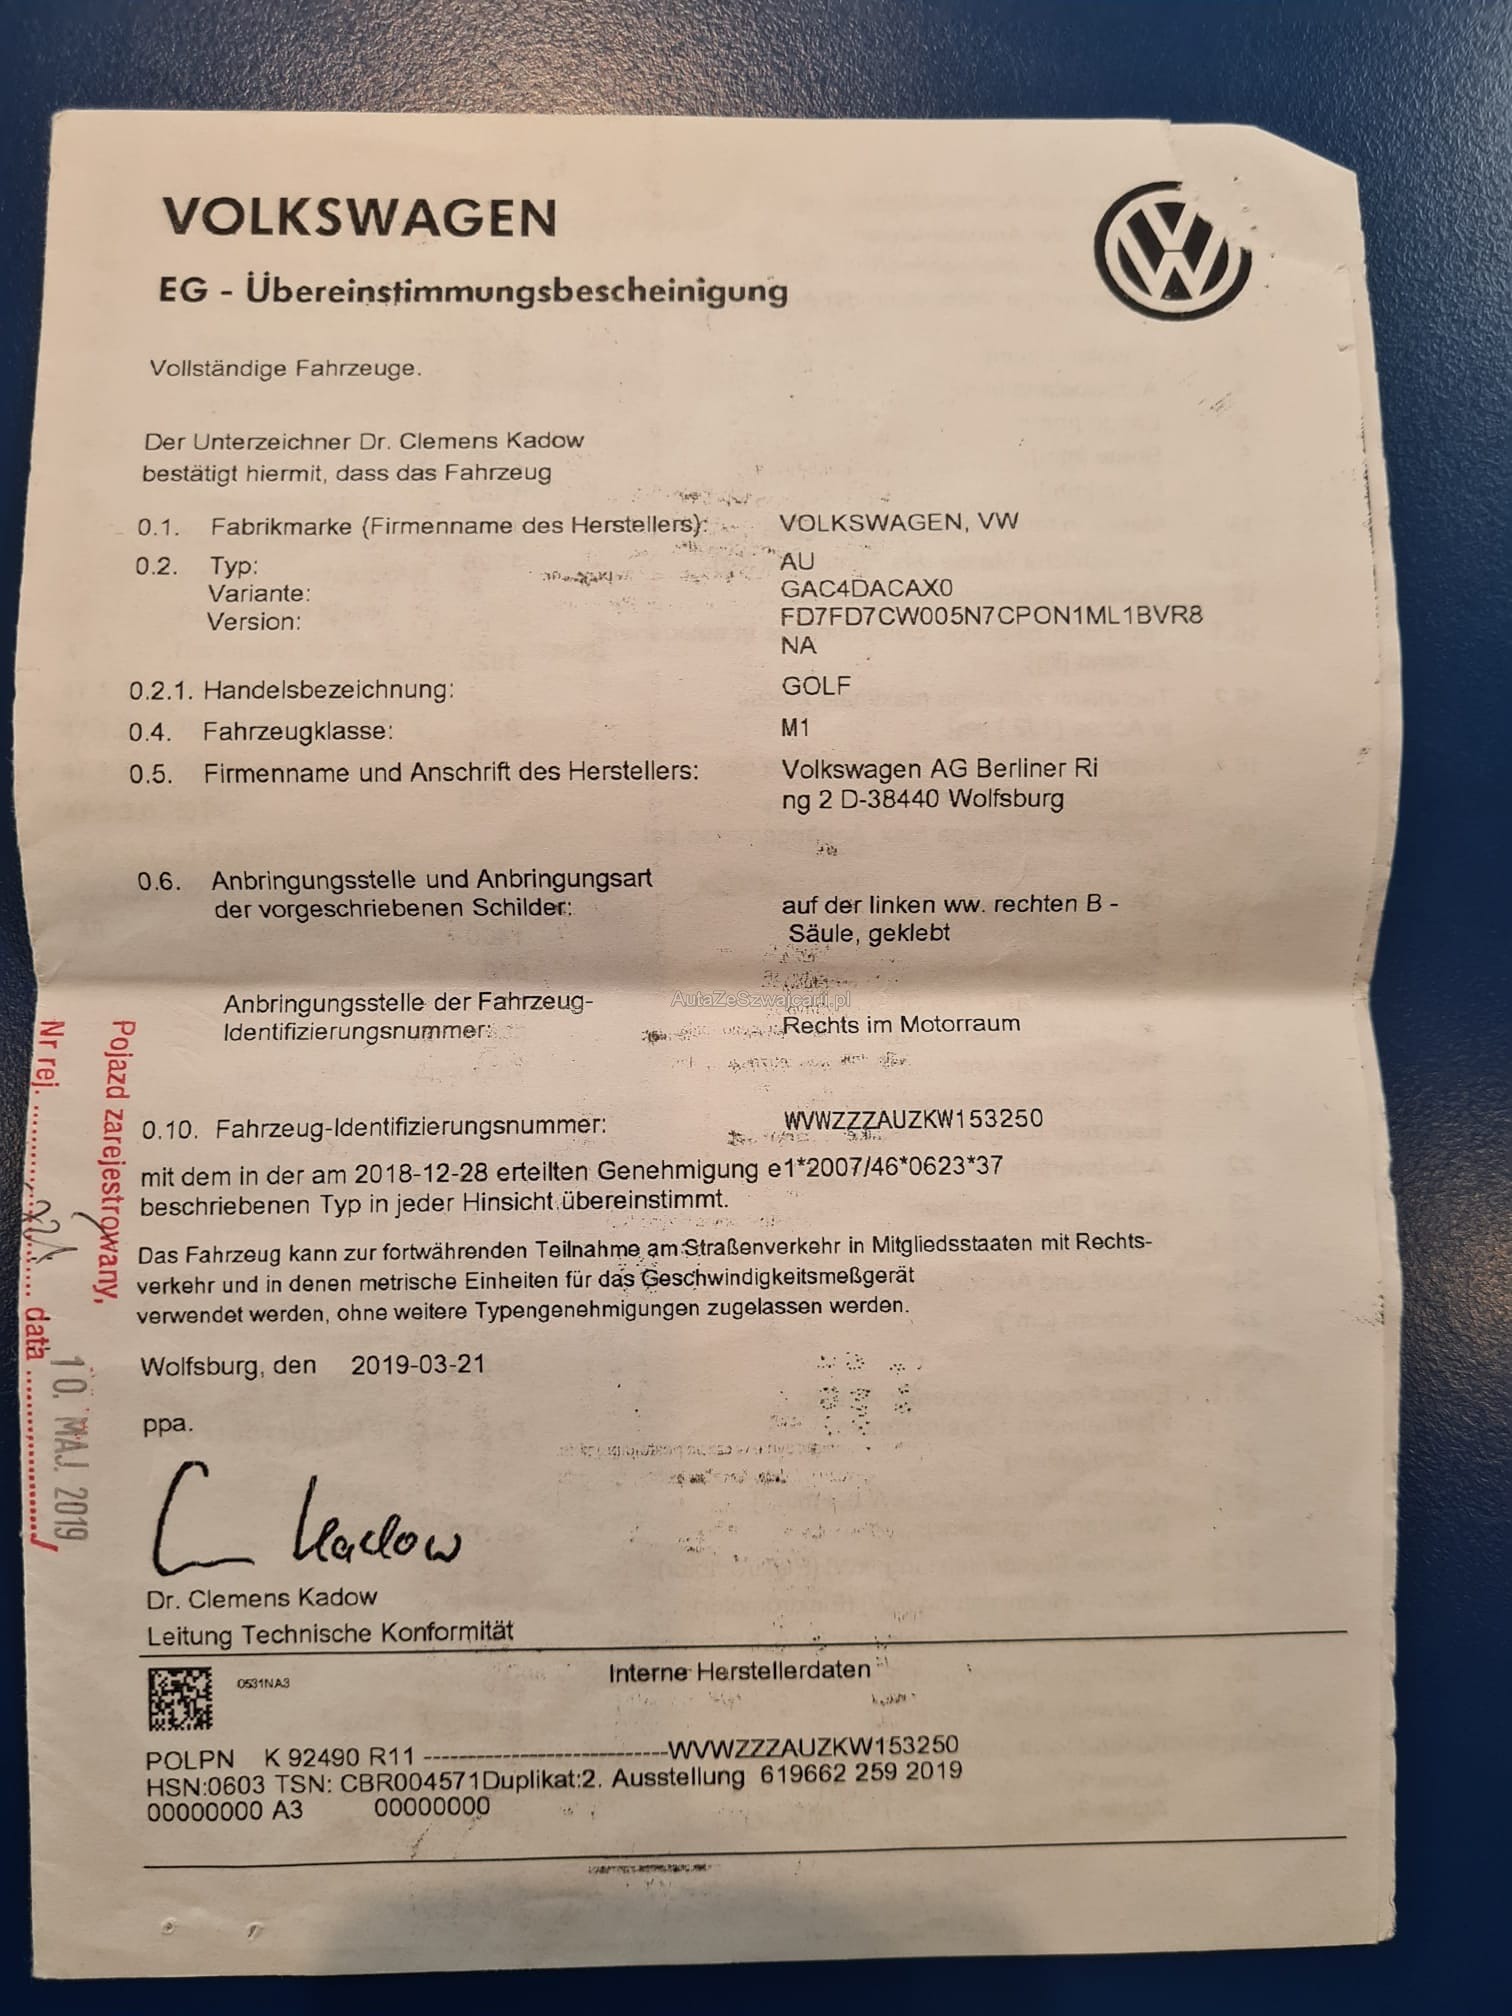 VOLKSWAGEN
EG - Übereinstimmungsbescheinigung
Vollständige Fahrzeuge.
Der Unterzeichner Dr. Clemens Kadow
bestätigt hiermit, dass das Fahrzeug
0.1. Fabrikmarke (Firmenname des Herstellers): VOLKSWAGEN, VW
0.2. Typ: AU
Variante: GAC4DACAX0
Version: FD7FD7CW005N7CPON1ML1BVR8
NA
0.2.1. Handelsbezeichnung: GOLF
0.4. Fahrzeugklasse: M1
0.5. Firmenname und Anschrift des Herstellers: Volkswagen AG Berliner Ri
ng 2 D-38440 Wolfsburg
0.6. Anbringungsstelle und Anbringungsart
der vorgeschriebenen Schilder: auf der linken ww. rechten B -
Säule, geklebt
AutaZeSzwajcarii.pl
Anbringungsstelle der Fahrzeug-
Identifizierungsnummer: Rechts im Motorraum
0.10. Fahrzeug-Identifizierungsnummer: WVWZZZAUZKW153250
mit dem in der am 2018-12-28 erteilten Genehmigung e1*2007/46*0623*37
beschriebenen Typ in jeder Hinsicht übereinstimmt.
Das Fahrzeug kann zur fortwährenden Teilnahme am Straßenverkehr in Mitgliedsstaaten mit Rechts-
verkehr und in denen metrische Einheiten für das Geschwindigkeitsmeßgerät
verwendet werden, ohne weitere Typengenehmigungen zugelassen werden.
Wolfsburg, den 2019-03-21
ppa.
Kadow
Dr. Clemens Kadow
Leitung Technische Konformität
0531NA3
Interne Herstellerdaten
POLPN K 92490 R11 ----------------------------WVWZZZAUZKW153250
HSN:0603 TSN: CBR004571Duplikat:2. Ausstellung 619662 259 2019
00000000 A3 00000000
Pojazd zarejestrowany,
Nr rej. .......... data ..........
10. MAJ. 2019